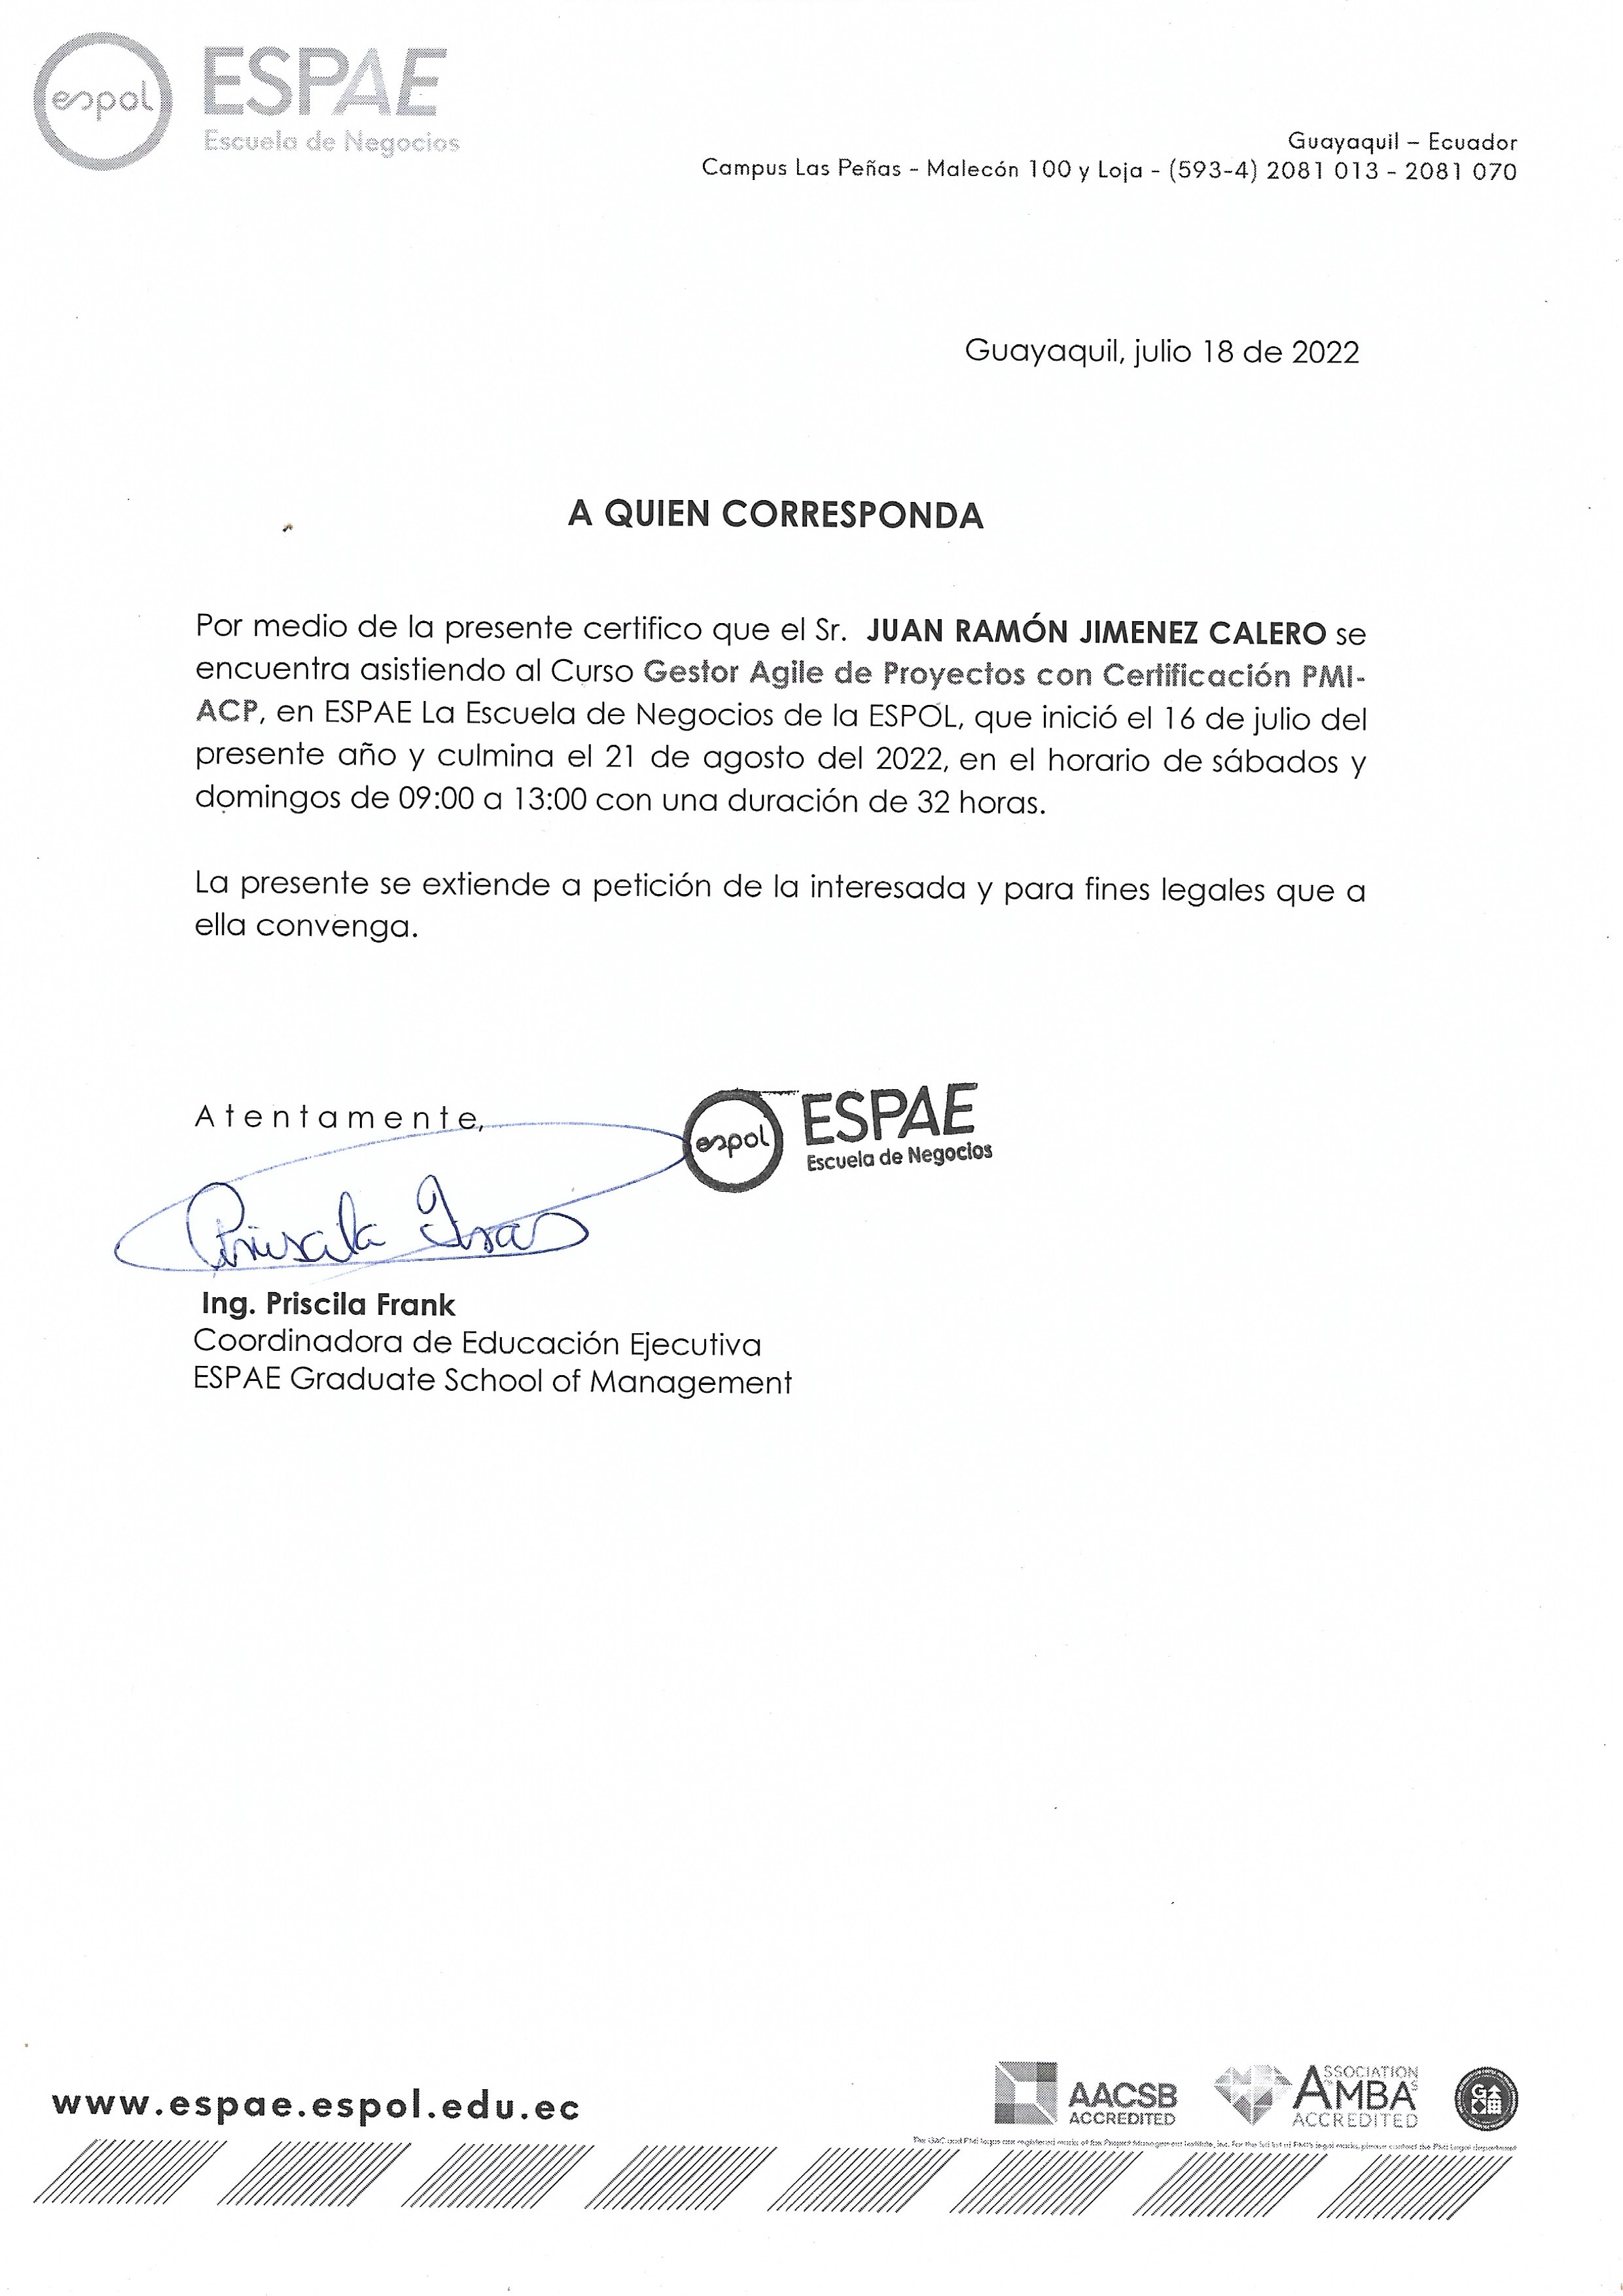 espol ESPAE
Escuela de Negocios
Guayaquil – Ecuador
Campus Las Peñas - Malecón 100 y Loja - (593-4) 2081 013 - 2081 070
Guayaquil, julio 18 de 2022
A QUIEN CORRESPONDA
Por medio de la presente certifico que el Sr. JUAN RAMÓN JIMENEZ CALERO se
encuentra asistiendo al Curso Gestor Agile de Proyectos con Certificación PMI-
ACP, en ESPAE La Escuela de Negocios de la ESPOL, que inició el 16 de julio del
presente año y culmina el 21 de agosto del 2022, en el horario de sábados y
domingos de 09:00 a 13:00 con una duración de 32 horas.
La presente se extiende a petición de la interesada y para fines legales que a
ella convenga.
Atentamente,
espol ESPAE
Escuela de Negocios
Ing. Priscila Frank
Coordinadora de Educación Ejecutiva
ESPAE Graduate School of Management
www.espae.espol.edu.ec
AACSB
ACCREDITED
ASSOCIATION
AMBAS
ACCREDITED
The GAC and PMI logos are registered marks of the Project Management Institute, Inc. For the full list of PMI's legal marks, please contact the PMI Legal department